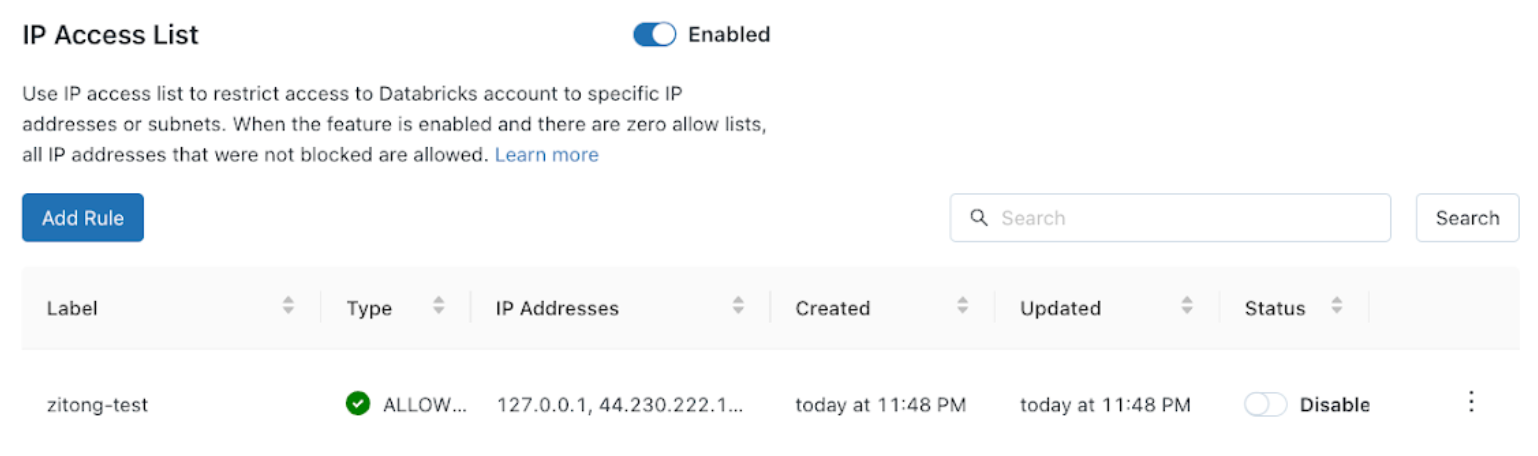 IP Access List
Enabled
Use IP access list to restrict access to Databricks account to specific IP
addresses or subnets. When the feature is enabled and there are zero allow lists,
all IP addresses that were not blocked are allowed. Learn more
Add Rule
Search
Search
Label Type IP Addresses Created Updated Status
zitong-test ALLOW... 127.0.0.1, 44.230.222.1... today at 11:48 PM today at 11:48 PM Disable